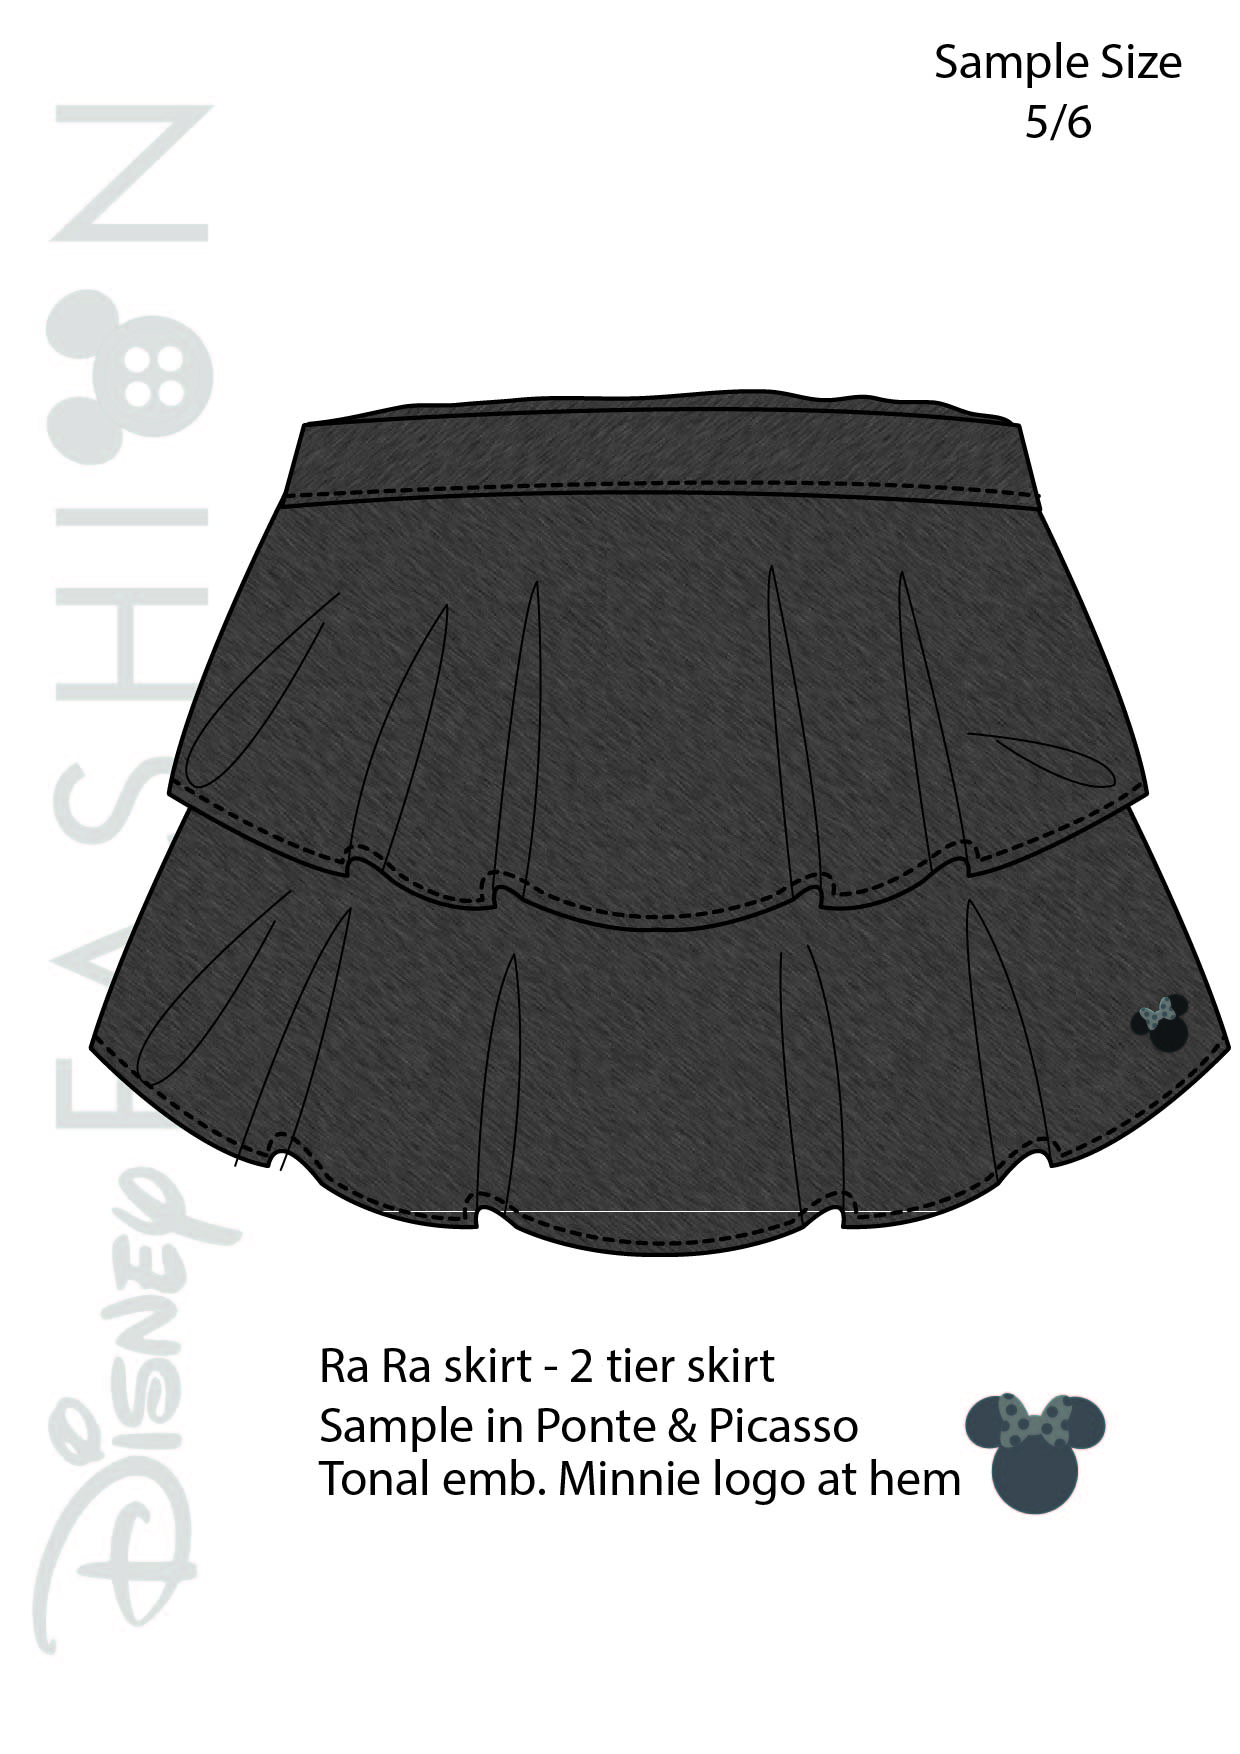 Sample Size
5/6
DISNEY FASHION
Ra Ra skirt - 2 tier skirt
Sample in Ponte & Picasso
Tonal emb. Minnie logo at hem